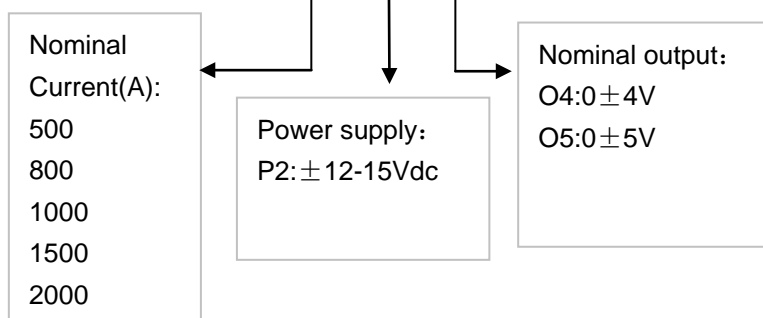 Nominal
Current(A):
500
800
1000
1500
2000
Power supply：
P2:±12-15Vdc
Nominal output：
O4:0±4V
O5:0±5V